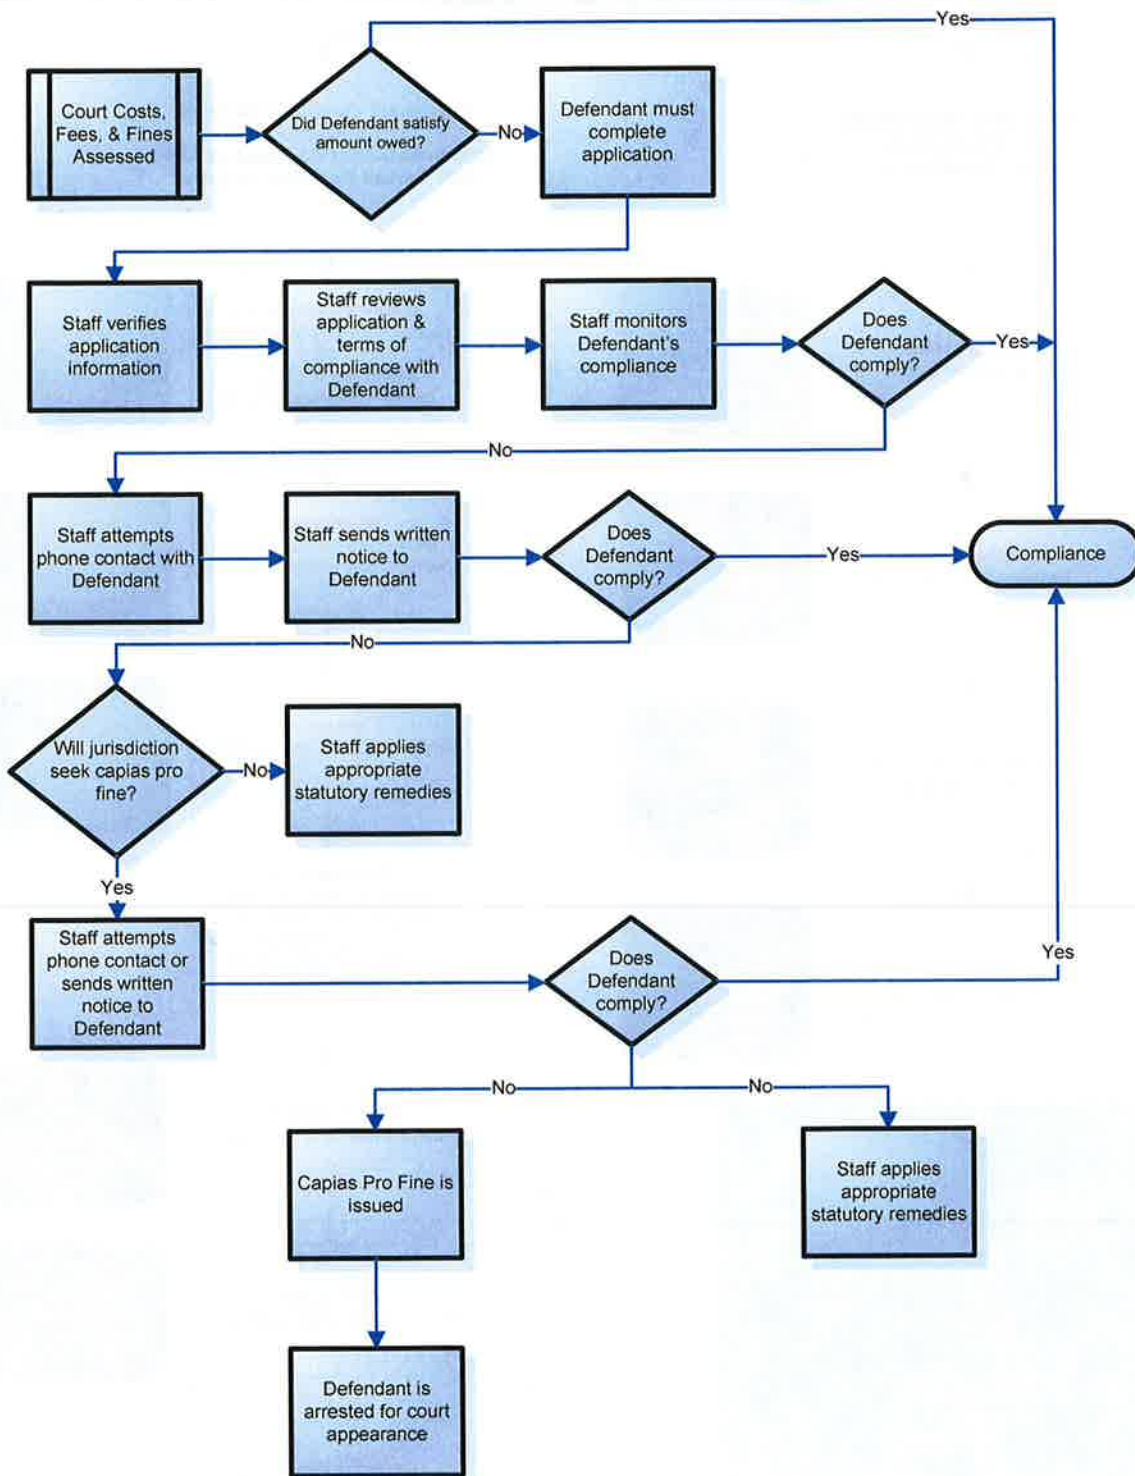 Yes
Court Costs,
Fees, & Fines
Assessed
Did Defendant satisfy
amount owed?
No
Defendant must
complete
application
Staff verifies
application
information
Staff reviews
application &
terms of
compliance with
Defendant
Staff monitors
Defendant's
compliance
Does
Defendant
comply?
Yes
No
Staff attempts
phone contact with
Defendant
Staff sends written
notice to
Defendant
Does
Defendant
comply?
Yes
Compliance
No
Will jurisdiction
seek capias pro
fine?
No
Staff applies
appropriate
statutory remedies
Yes
Staff attempts
phone contact or
sends written
notice to
Defendant
Does
Defendant
comply?
Yes
No
No
Capias Pro Fine is
issued
Staff applies
appropriate
statutory remedies
Defendant is
arrested for court
appearance